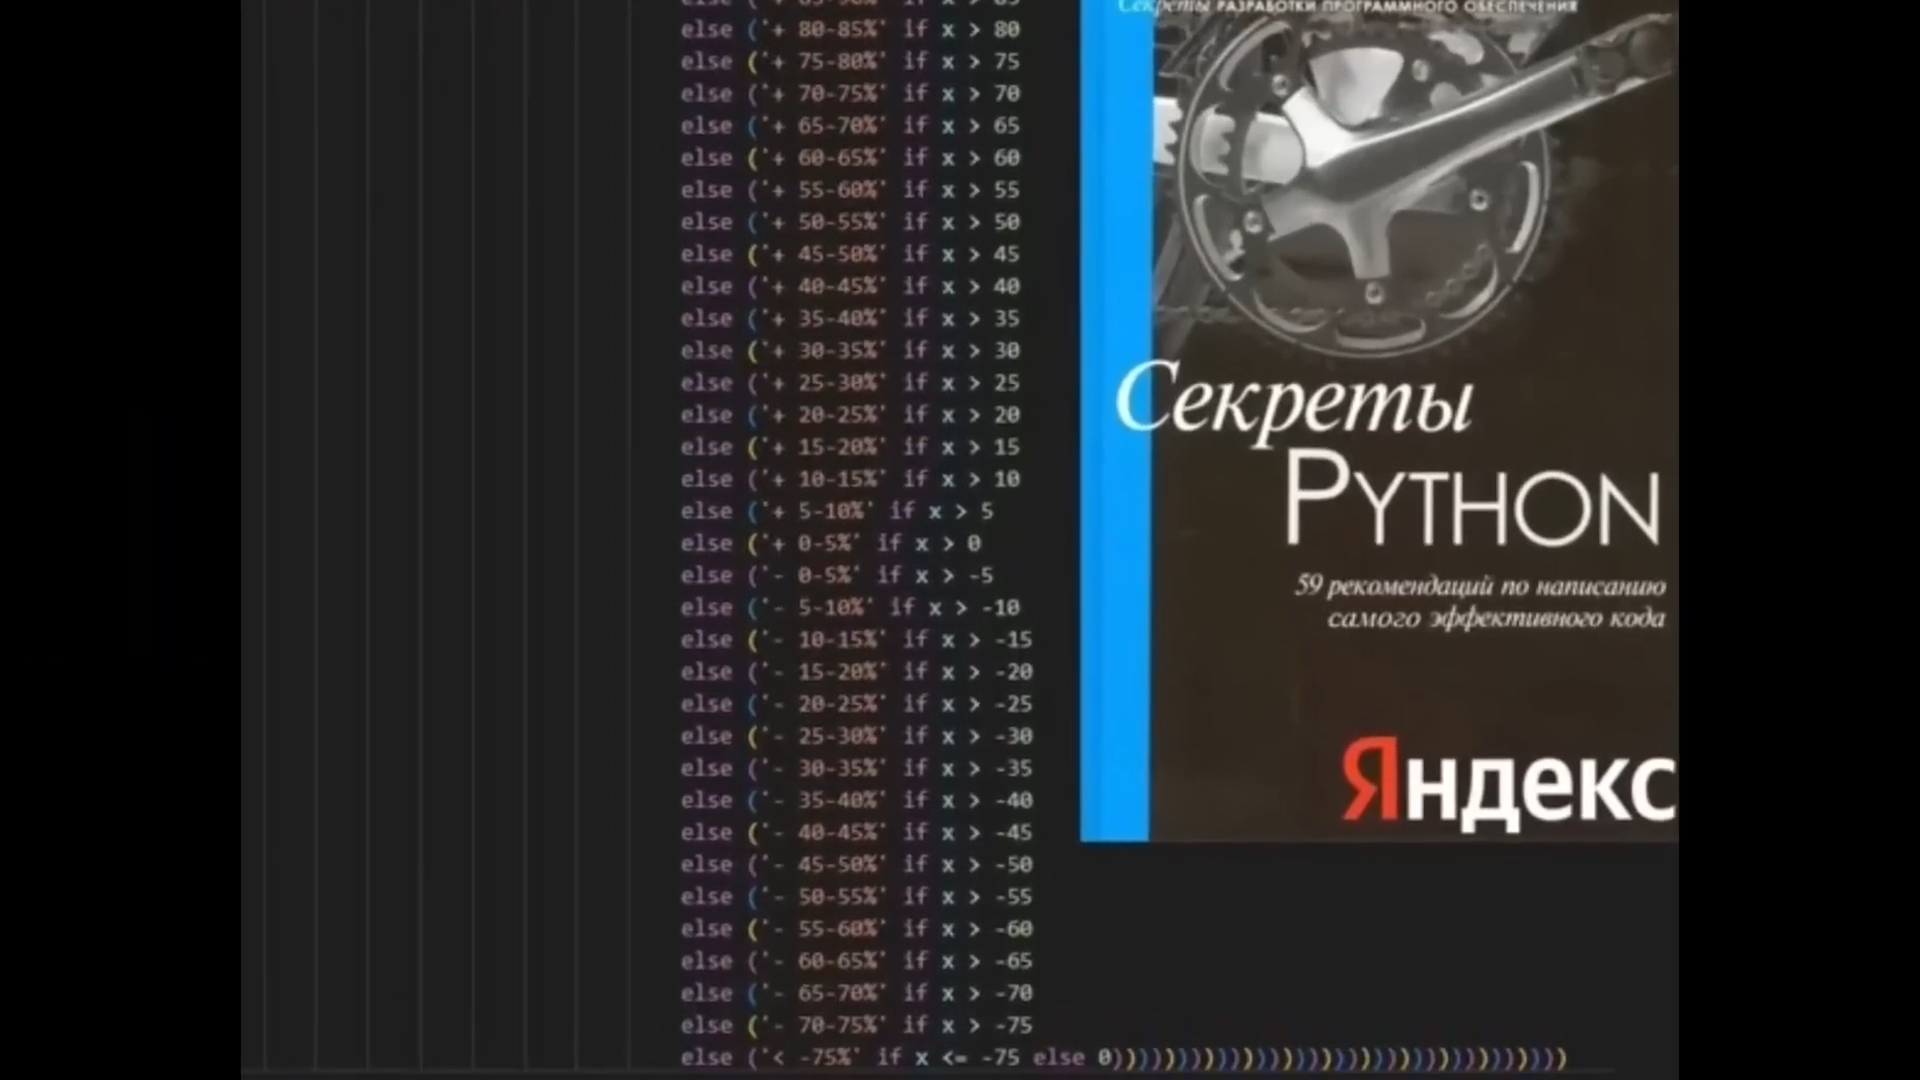 else ('+ 80-85%' if x > 80
else ('+ 75-80%' if x > 75
else ('+ 70-75%' if x > 70
else ('+ 65-70%' if x > 65
else ('+ 60-65%' if x > 60
else ('+ 55-60%' if x > 55
else ('+ 50-55%' if x > 50
else ('+ 45-50%' if x > 45
else ('+ 40-45%' if x > 40
else ('+ 35-40%' if x > 35
else ('+ 30-35%' if x > 30
else ('+ 25-30%' if x > 25
else ('+ 20-25%' if x > 20
else ('+ 15-20%' if x > 15
else ('+ 10-15%' if x > 10
else ('+ 5-10%' if x > 5
else ('+ 0-5%' if x > 0
else ('- 0-5%' if x > -5
else ('- 5-10%' if x > -10
else ('- 10-15%' if x > -15
else ('- 15-20%' if x > -20
else ('- 20-25%' if x > -25
else ('- 25-30%' if x > -30
else ('- 30-35%' if x > -35
else ('- 35-40%' if x > -40
else ('- 40-45%' if x > -45
else ('- 45-50%' if x > -50
else ('- 50-55%' if x > -55
else ('- 55-60%' if x > -60
else ('- 60-65%' if x > -65
else ('- 65-70%' if x > -70
else ('- 70-75%' if x > -75
else ('< -75%' if x <= -75 else 0)))))))))))))))))))))))))))))))))))
Секреты РАЗРАБОТКИ ПРОГРАММНОГО ОБЕСПЕЧЕНИЯ
Секреты
PYTHON
59 рекомендаций по написанию
самого эффективного кода
Яндекс